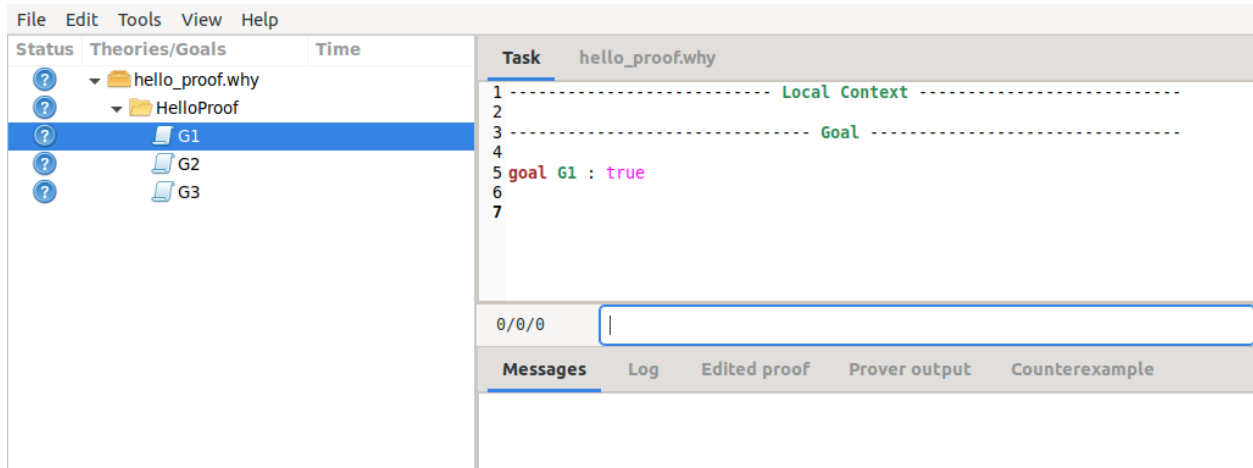 File Edit Tools View Help
Status Theories/Goals Time
hello_proof.why
HelloProof
G1
G2
G3
Task hello_proof.why
1 --------------------------- Local Context ---------------------------
2
3 ------------------------------- Goal --------------------------------
4
5 goal G1 : true
6
7
0/0/0
Messages Log Edited proof Prover output Counterexample